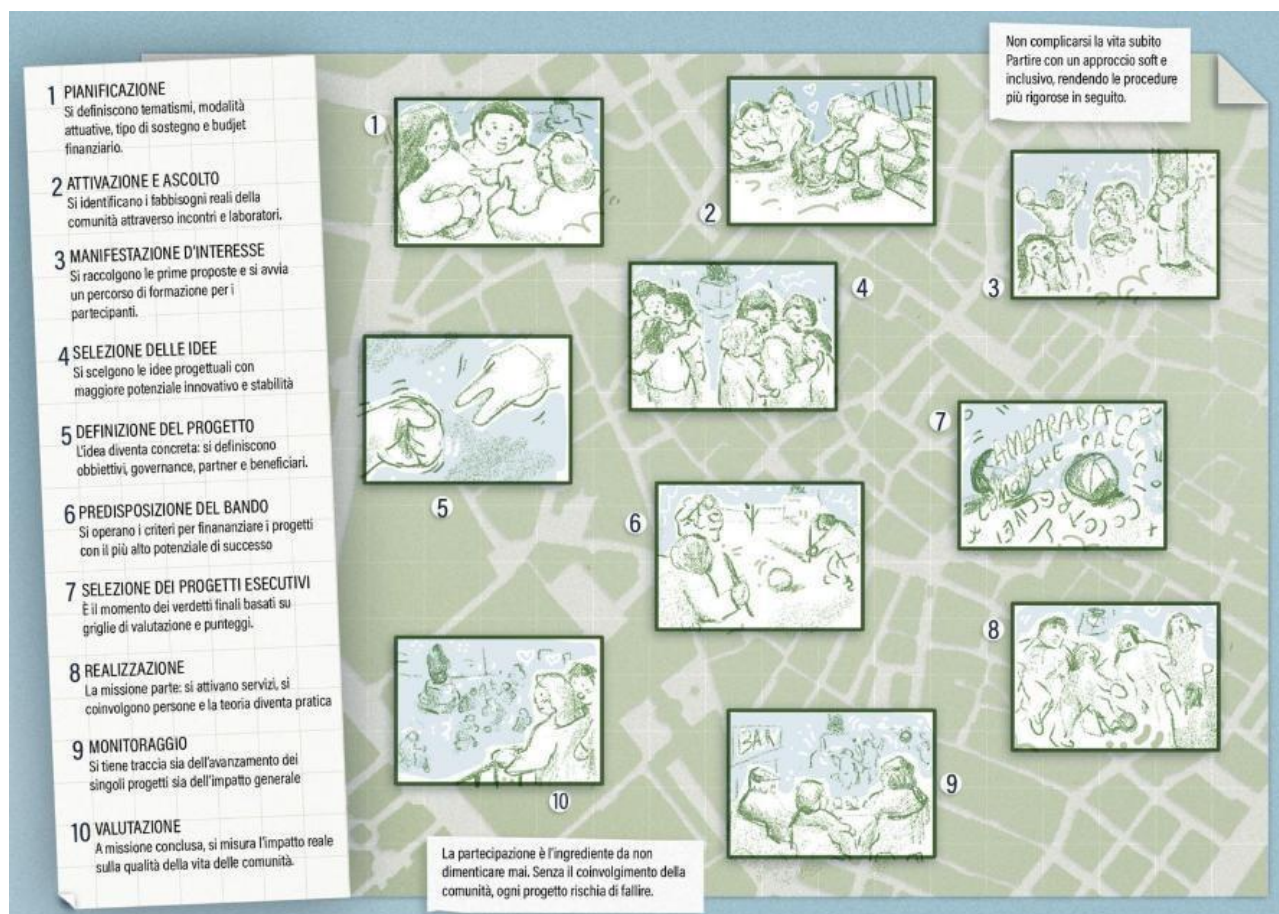 1 PIANIFICAZIONE
Si definiscono tematismi, modalità
attuative, tipo di sostegno e budjet
finanziario.
2 ATTIVAZIONE E ASCOLTO
Si identificano i fabbisogni reali della
comunità attraverso incontri e laboratori.
3 MANIFESTAZIONE D'INTERESSE
Si raccolgono le prime proposte e si avvia
un percorso di formazione per i
partecipanti.
4 SELEZIONE DELLE IDEE
Si scelgono le idee progettuali con
maggiore potenziale innovativo e stabilità
5 DEFINIZIONE DEL PROGETTO
L'idea diventa concreta: si definiscono
obbiettivi, governance, partner e beneficiari.
6 PREDISPOSIZIONE DEL BANDO
Si operano i criteri per finananziare i progetti
con il più alto potenziale di successo
7 SELEZIONE DEI PROGETTI ESECUTIVI
È il momento dei verdetti finali basati su
griglie di valutazione e punteggi.
8 REALIZZAZIONE
La missione parte: si attivano servizi, si
coinvolgono persone e la teoria diventa pratica
9 MONITORAGGIO
Si tiene traccia sia dell'avanzamento dei
singoli progetti sia dell'impatto generale
10 VALUTAZIONE
A missione conclusa, si misura l'impatto reale
sulla qualità della vita delle comunità.
Non complicarsi la vita subito
Partire con un approccio soft e
inclusivo, rendendo le procedure
più rigorose in seguito.
1
2
3
4
5
6
7
AMBARABA
8
9
BAR
10
La partecipazione è l'ingrediente da non
dimenticare mai. Senza il coinvolgimento della
comunità, ogni progetto rischia di fallire.